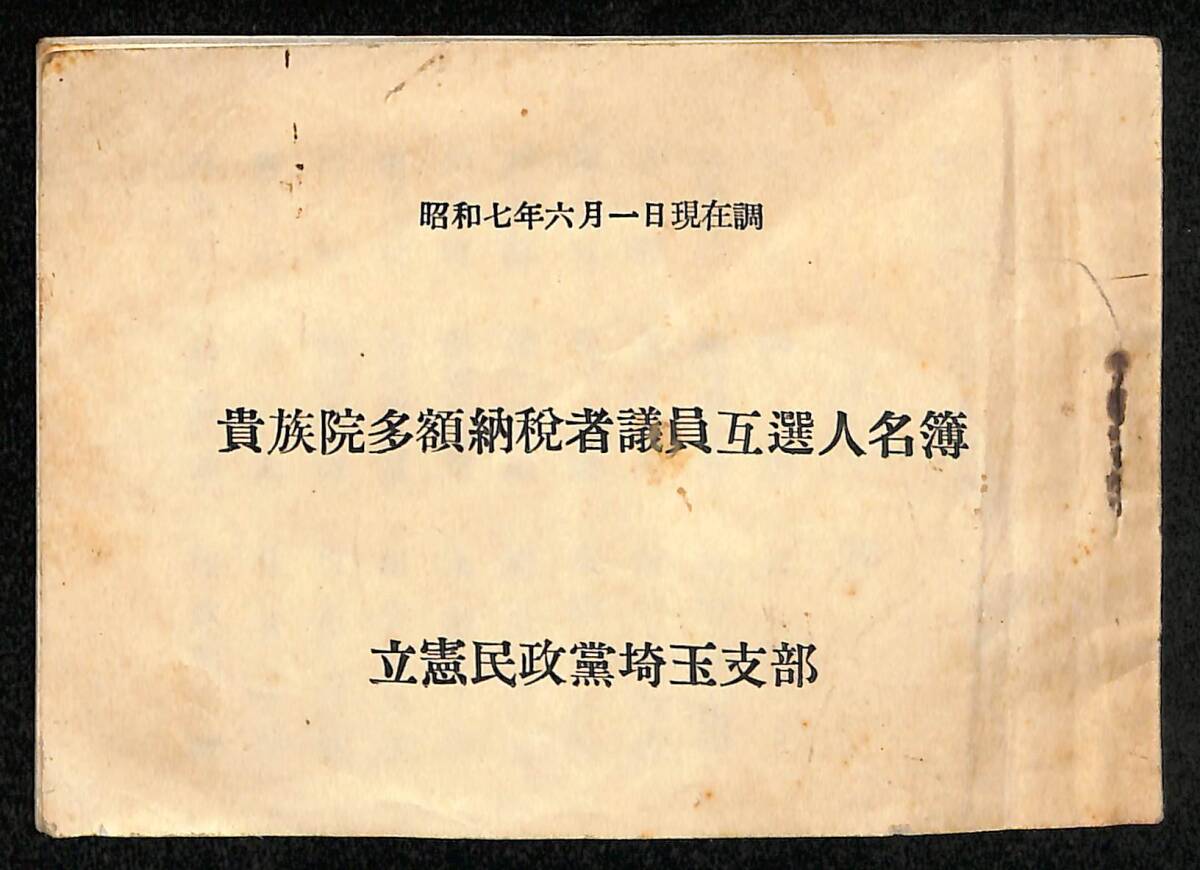 昭和七年六月一日現在調
貴族院多額納稅者議員互選人名簿
立憲民政黨埼玉支部